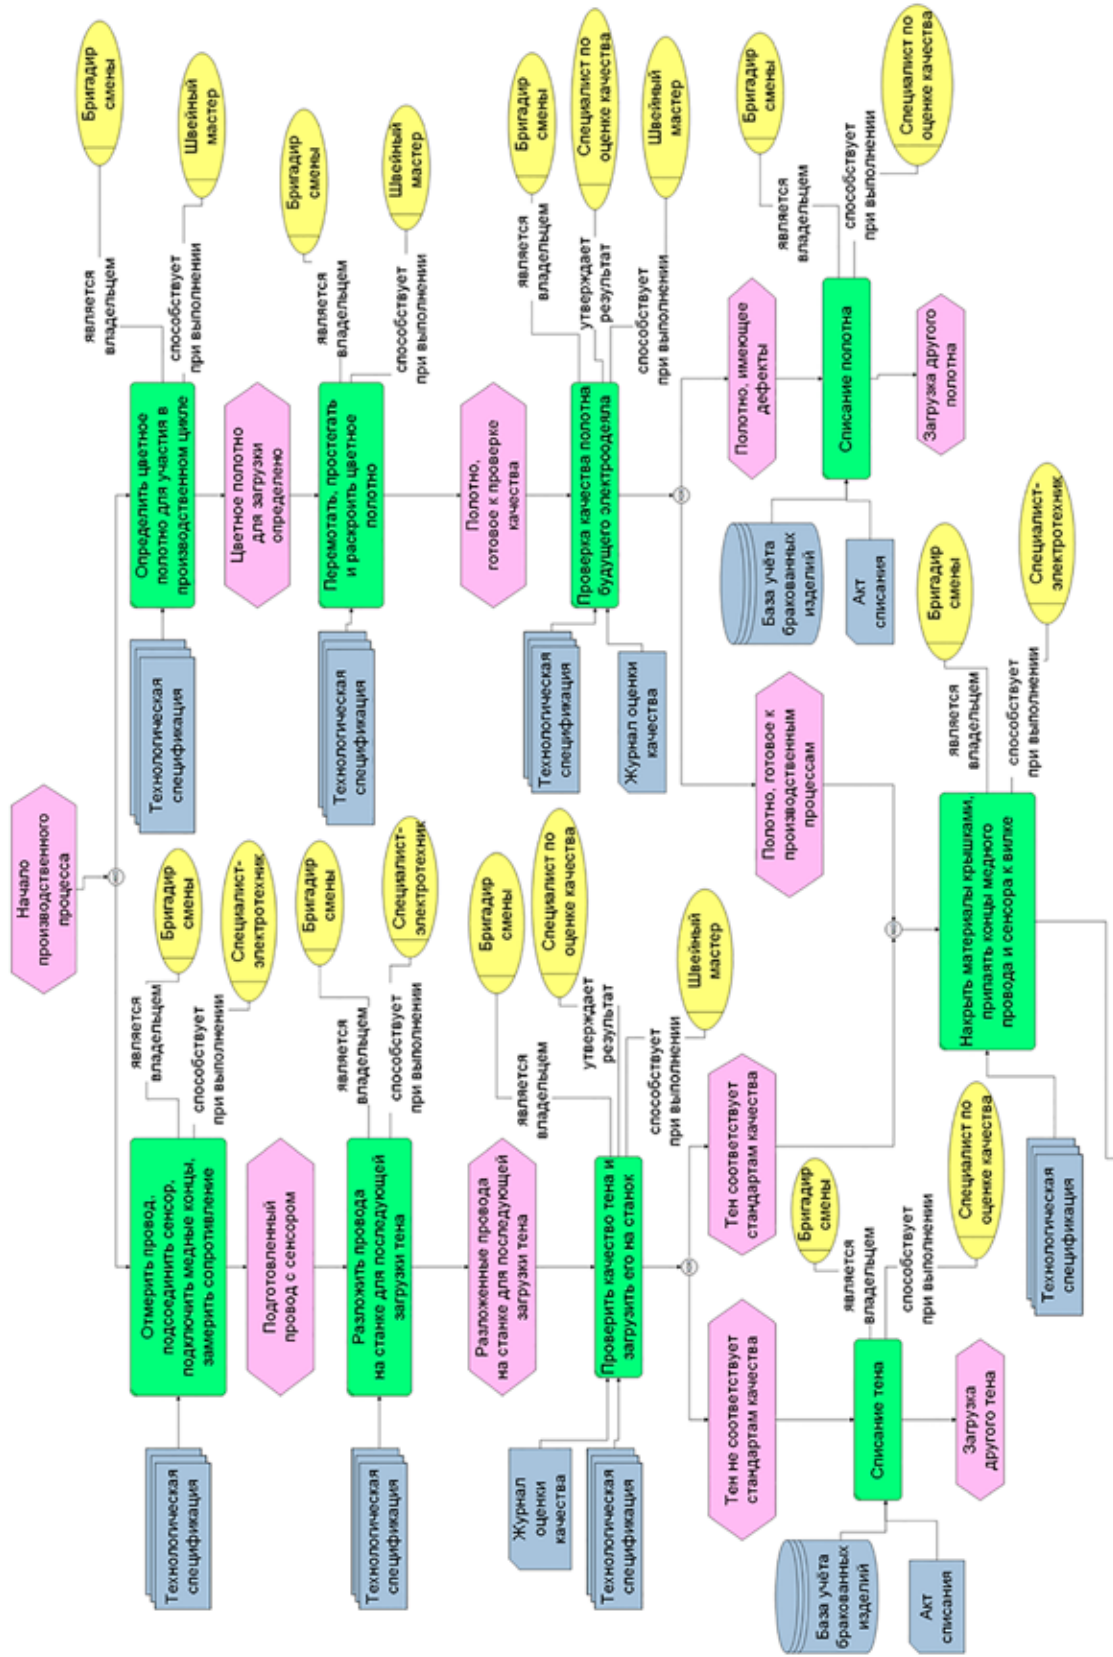 Начало
производственного
процесса
Отмерить провод,
подсоединить сенсор,
подключить медные концы,
замерить сопротивление
Технологическая
спецификация
является
владельцем
Бригадир
смены
способствует
при выполнении
Специалист-
электротехник
Подготовленный
провод с сенсором
Разложить провода
на станке для последующей
загрузки тена
Технологическая
спецификация
является
владельцем
Бригадир
смены
способствует
при выполнении
Специалист-
электротехник
Разложенные провода
на станке для последующей
загрузки тена
Проверить качество тена и
загрузить его на станок
Журнал
оценки
качества
Технологическая
спецификация
является
владельцем
Бригадир
смены
утверждает
результат
Специалист по
оценке качества
способствует
при выполнении
Швейный
мастер
Тен не соответствует
стандартам качества
Тен соответствует
стандартам качества
Списание тена
База учёта
бракованных
изделий
Акт
списания
является
владельцем
Бригадир
смены
способствует
при выполнении
Специалист по
оценке качества
Загрузка
другого тена
Определить цветное
полотно для участия в
производственном цикле
Технологическая
спецификация
является
владельцем
Бригадир
смены
способствует
при выполнении
Швейный
мастер
Цветное полотно
для загрузки
определено
Перемотать, простегать
и раскроить цветное
полотно
Технологическая
спецификация
является
владельцем
Бригадир
смены
способствует
при выполнении
Швейный
мастер
Полотно,
готовое к проверке
качества
Проверка качества полотна
будущего электроодеяла
Технологическая
спецификация
Журнал оценки
качества
является
владельцем
Бригадир
смены
утверждает
результат
Специалист по
оценке качества
способствует
при выполнении
Швейный
мастер
Полотно, готовое к
производственным
процессам
Полотно, имеющее
дефекты
Списание полотна
База учёта
бракованных
изделий
Акт
списания
является
владельцем
Бригадир
смены
способствует
при выполнении
Специалист по
оценке качества
Загрузка другого
полотна
Накрыть материалы крышками,
припаять концы медного
провода и сенсора к вилке
Технологическая
спецификация
является
владельцем
Бригадир
смены
способствует
при выполнении
Специалист-
электротехник